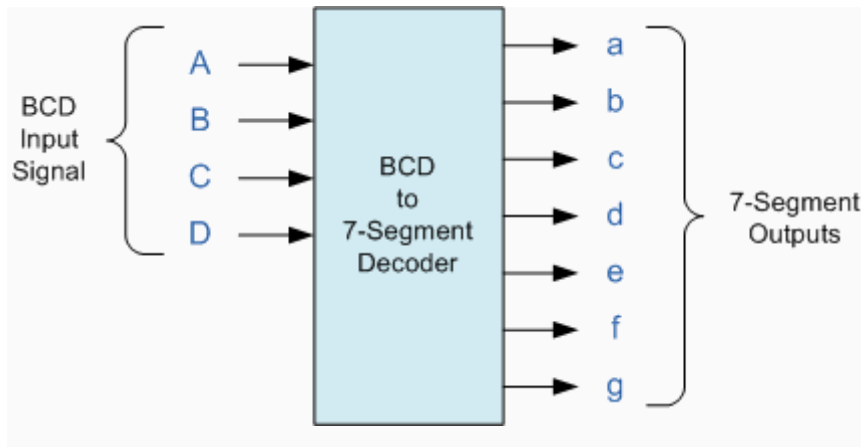 BCD
Input
Signal
A
B
C
D
BCD
to
7-Segment
Decoder
a
b
c
d
e
f
g
7-Segment
Outputs